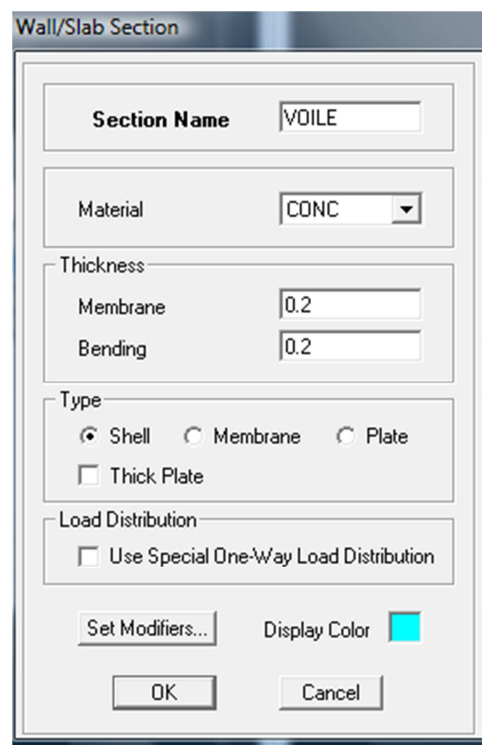 Wall/Slab Section
Section Name VOILE
Material CONC
Thickness
Membrane 0.2
Bending 0.2
Type
Shell Membrane Plate
Thick Plate
Load Distribution
Use Special One-Way Load Distribution
Set Modifiers... Display Color
OK Cancel